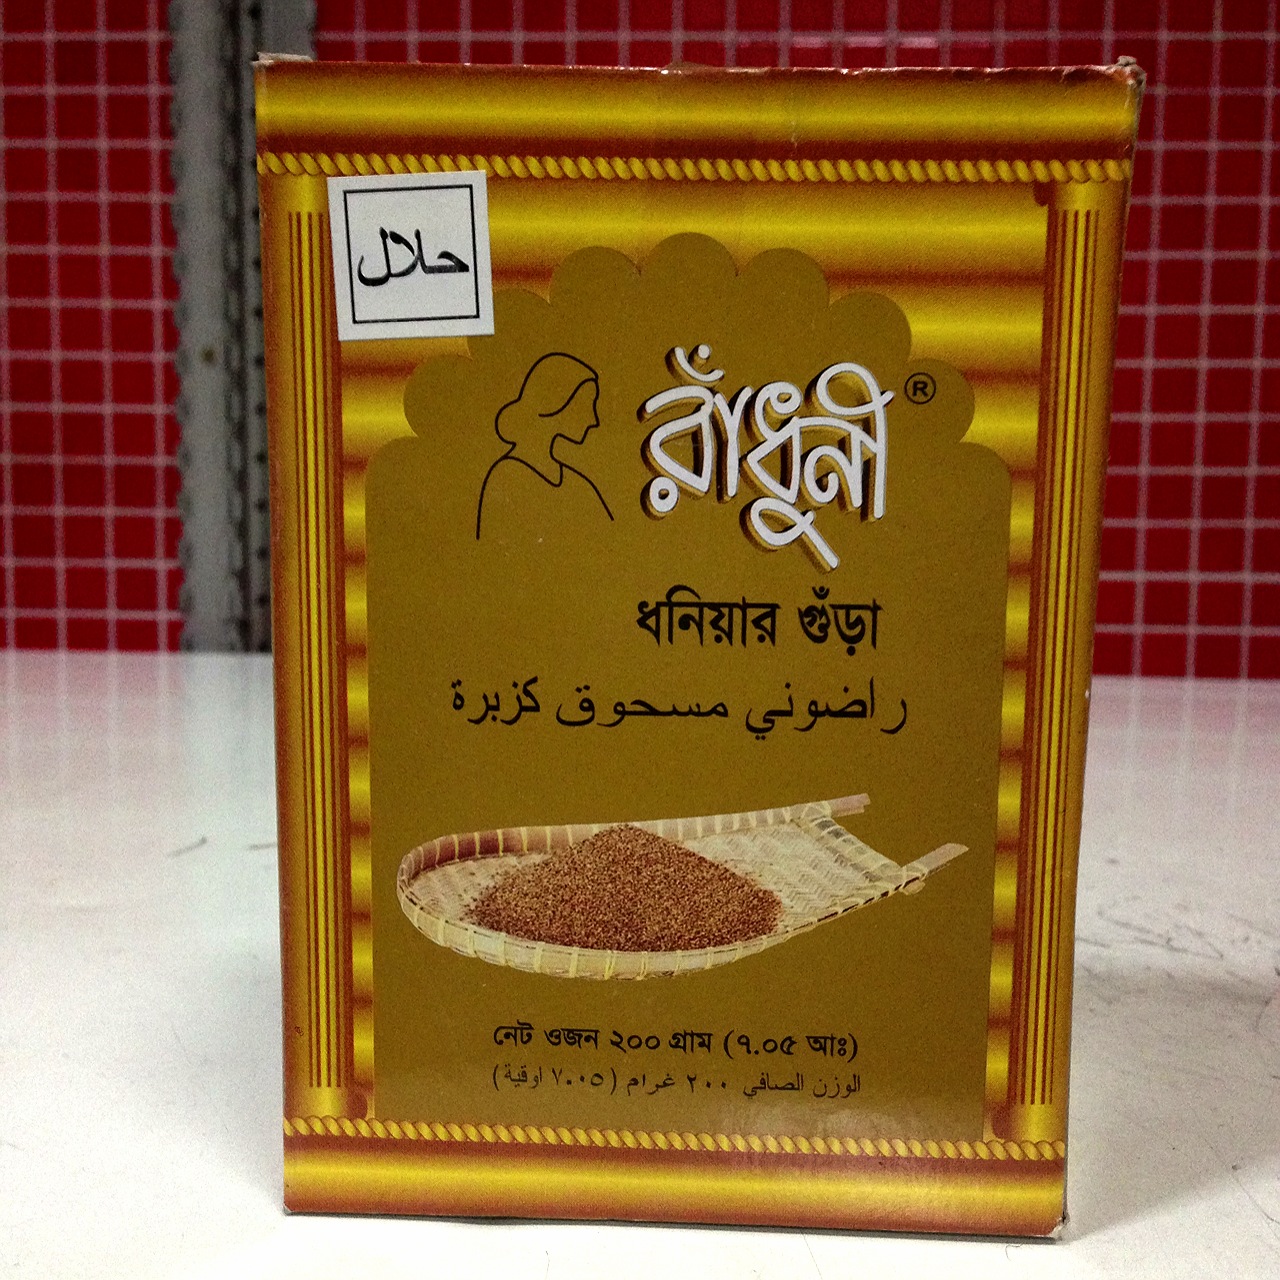 حلال
রাঁধুনী ®
ধনিয়ার গুঁড়া
راضوني مسحوق كزبرة
নেট ওজন ২০০ গ্রাম (৭.০৫ আঃ)
الوزن الصافي ٢٠٠ غرام (٧.٠٥ اوقية)